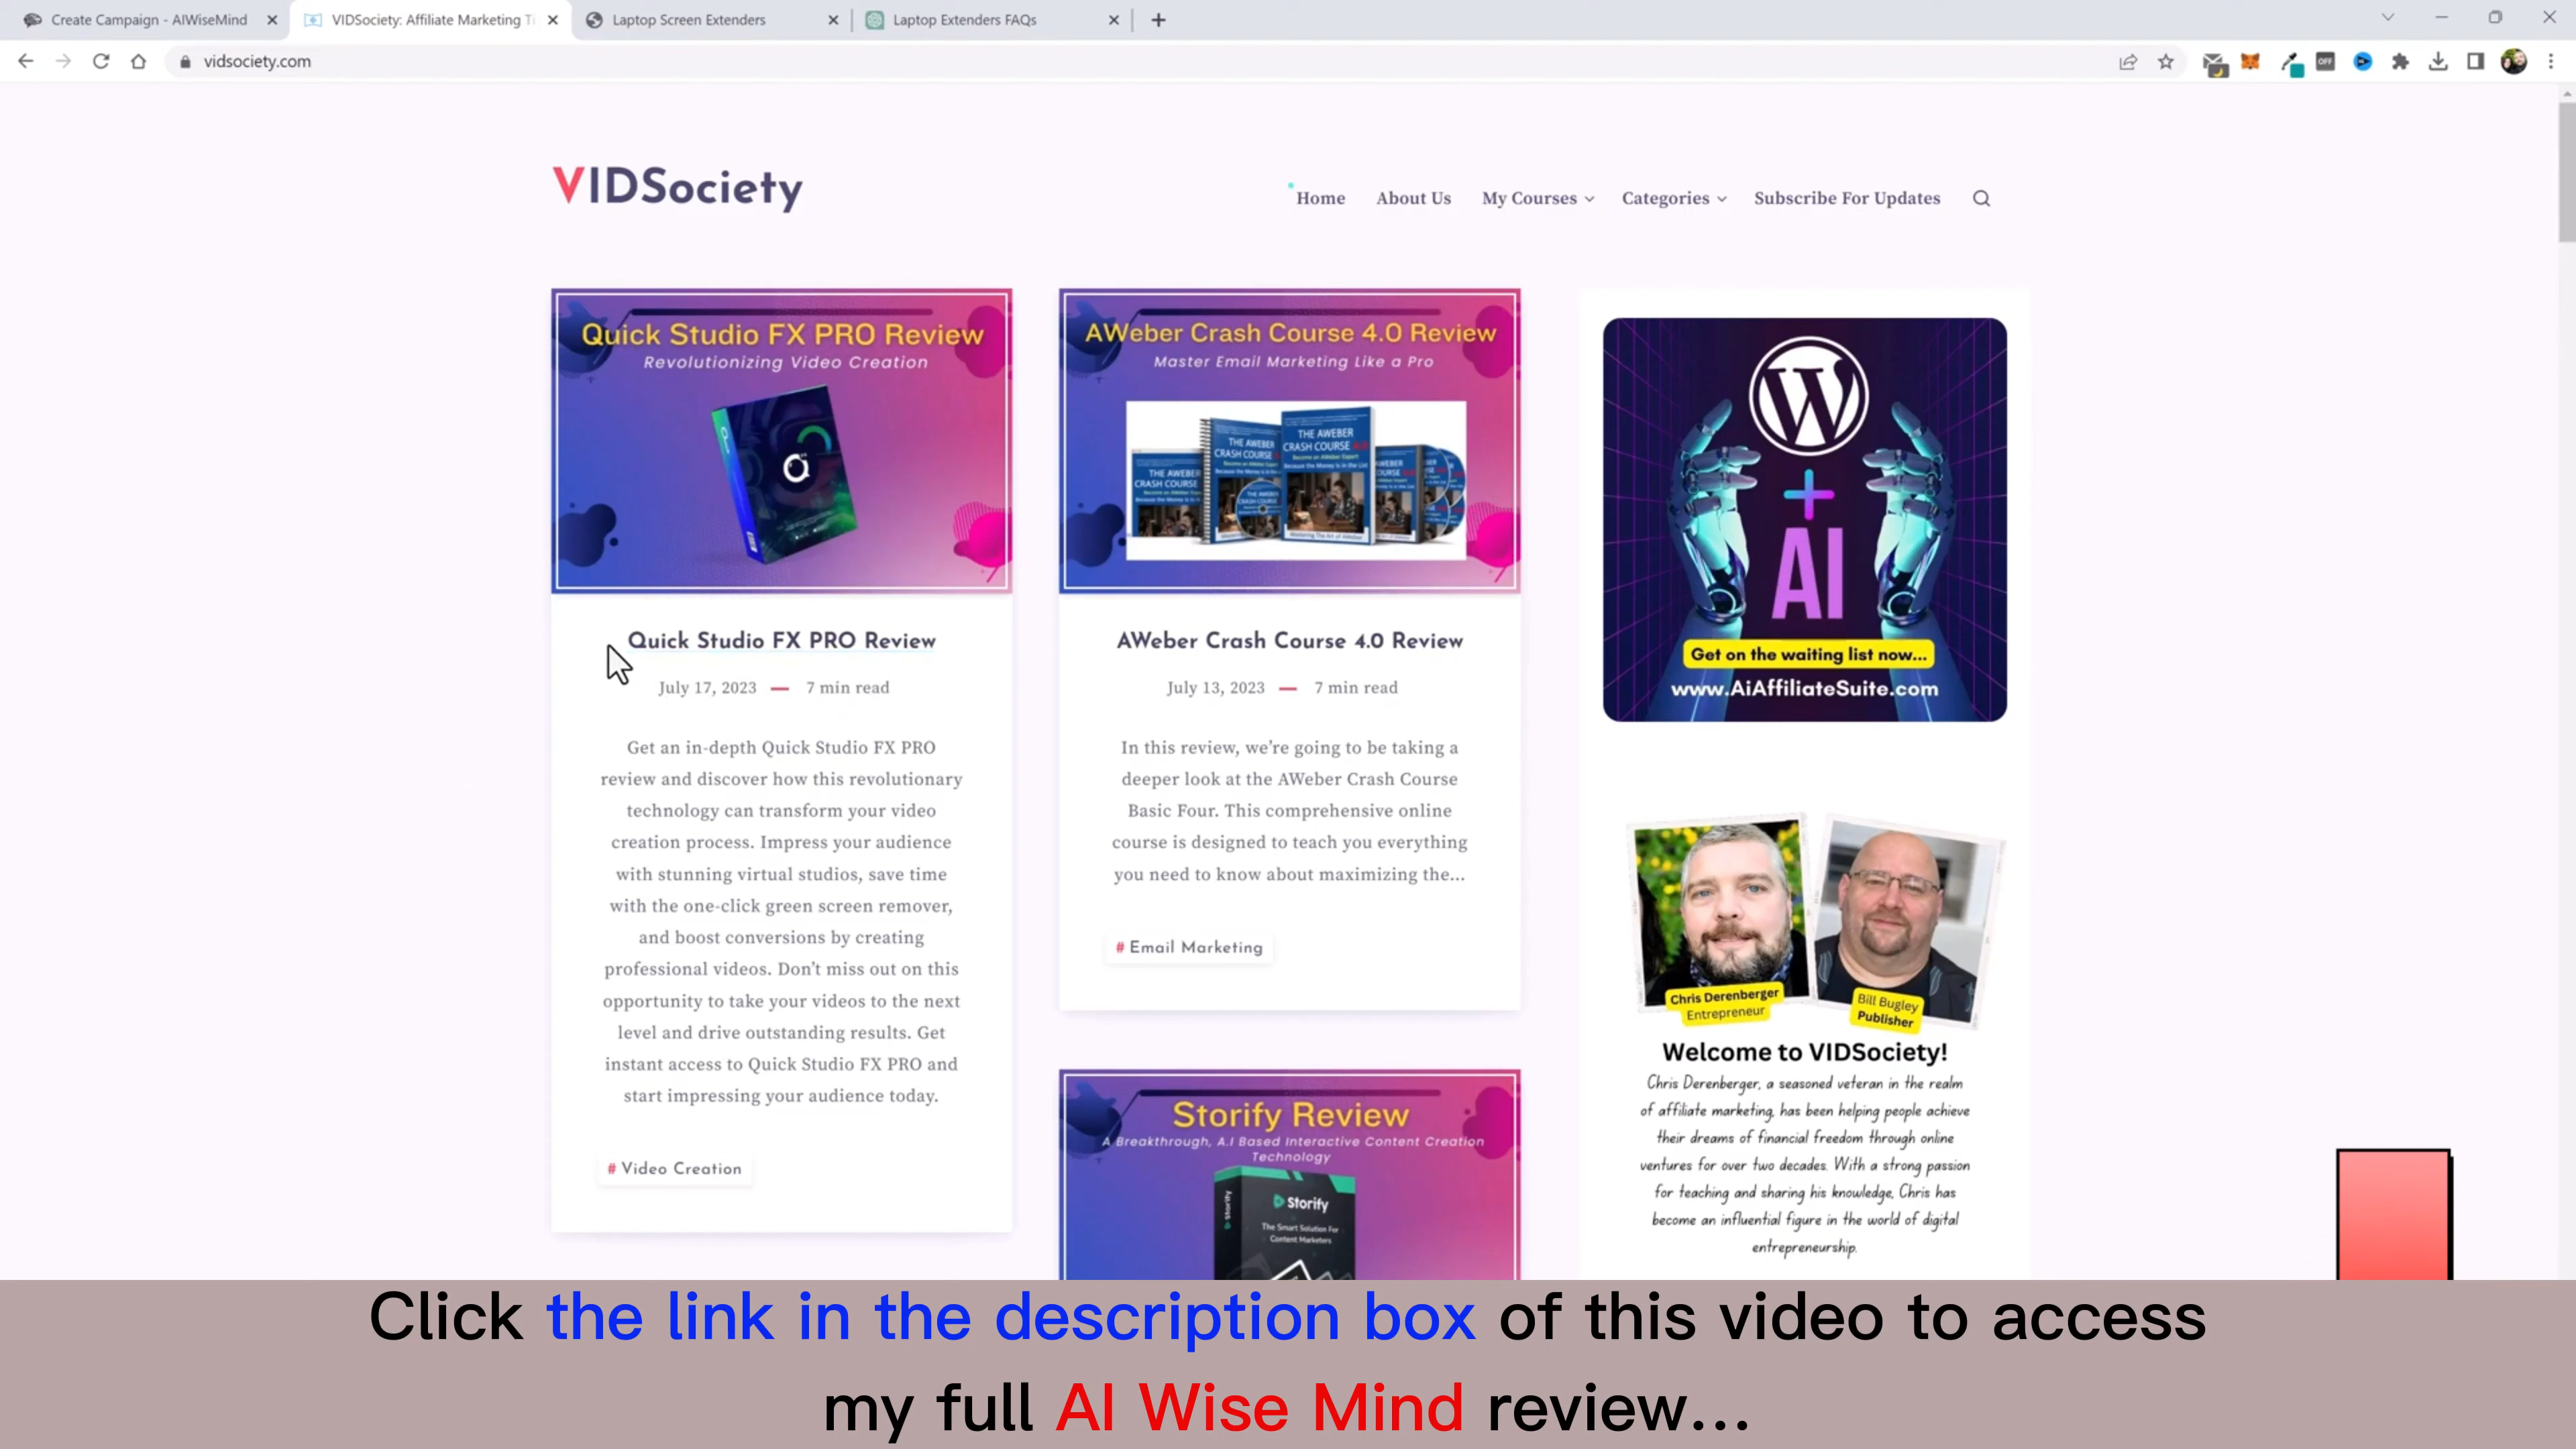 Create Campaign - AIWiseMind
VIDSociety: Affiliate Marketing Ti
Laptop Screen Extenders
Laptop Extenders FAQs
vidsociety.com
OFF
VIDSociety
Home
About Us
My Courses
Categories
Subscribe For Updates
Quick Studio FX PRO Review
Revolutionizing Video Creation
Quick Studio FX PRO Review
July 17, 2023 — 7 min read
Get an in-depth Quick Studio FX PRO
review and discover how this revolutionary
technology can transform your video
creation process. Impress your audience
with stunning virtual studios, save time
with the one-click green screen remover,
and boost conversions by creating
professional videos. Don't miss out on this
opportunity to take your videos to the next
level and drive outstanding results. Get
instant access to Quick Studio FX PRO and
start impressing your audience today.
# Video Creation
AWeber Crash Course 4.0 Review
Master Email Marketing Like a Pro
THE AWEBER
CRASH COURSE
AWeber Crash Course 4.0 Review
July 13, 2023 — 7 min read
In this review, we're going to be taking a
deeper look at the AWeber Crash Course
Basic Four. This comprehensive online
course is designed to teach you everything
you need to know about maximizing the...
# Email Marketing
Storify Review
A Breakthrough, A.I Based Interactive Content Creation
Technology
Storify
Storify
The Smart Solution For
Content Marketers
W
+
AI
Get on the waiting list now...
www.AiAffiliateSuite.com
Chris Derenberger
Entrepreneur
Bill Bugley
Publisher
Welcome to VIDSociety!
Chris Derenberger, a seasoned veteran in the realm
of affiliate marketing, has been helping people achieve
their dreams of financial freedom through online
ventures for over two decades. With a strong passion
for teaching and sharing his knowledge, Chris has
become an influential figure in the world of digital
entrepreneurship.
Click the link in the description box of this video to access
my full AI Wise Mind review...